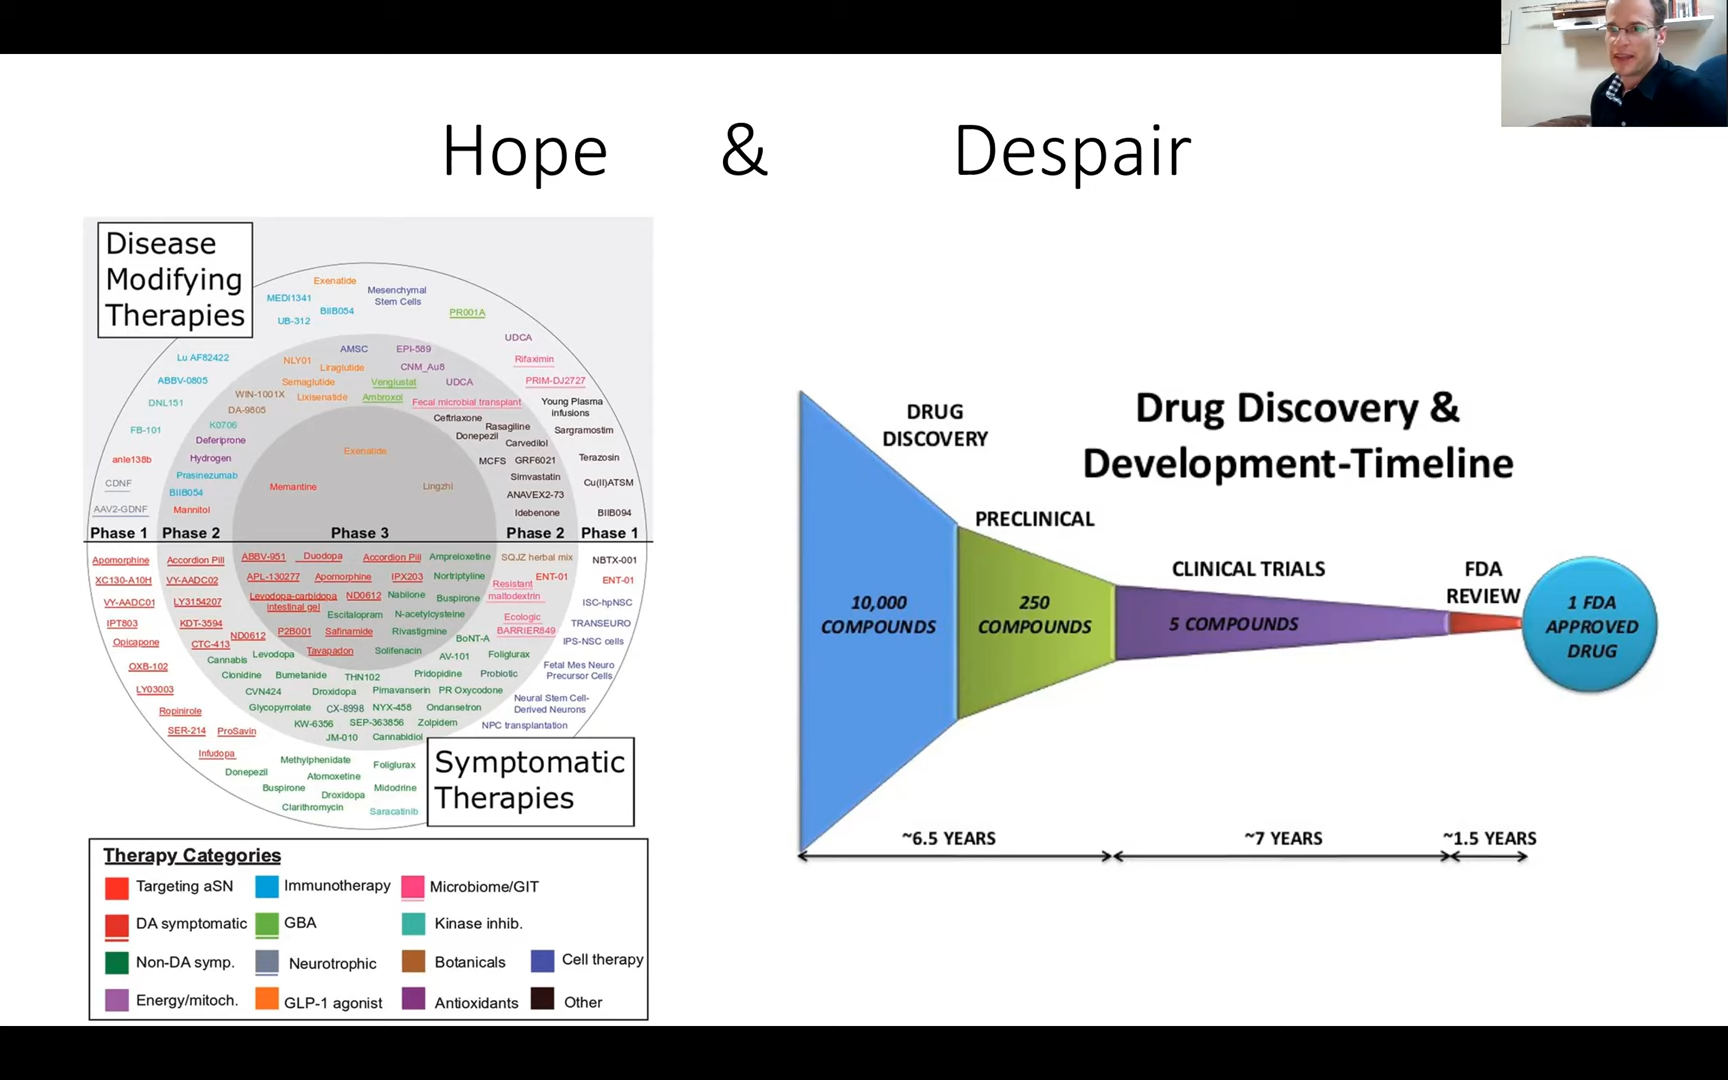 Hope & Despair
Disease
Modifying
Therapies
Exenatide
MEDI1341
Mesenchymal
Stem Cells
BIIB054
UB-312
PR001A
UDCA
Lu AF82422
AMSC
EPI-589
NLY01
Liraglutide
CNM_Au8
Rifaximin
ABBV-0805
Semaglutide
Venglustat
UDCA
PRIM-DJ2727
WIN-1001X
Lixisenatide
Ambroxol
Fecal microbial transplant
DNL151
DA-9805
Young Plasma
infusions
Ceftriaxone
K0706
Rasagiline
FB-101
Deferiprone
Donepezil
Sargramostim
Carvedilol
Exenatide
anle138b
Hydrogen
MCFS
GRF6021
Terazosin
Prasinezumab
Simvastatin
CDNF
Memantine
Lingzhi
Cu(II)ATSM
BIIB054
ANAVEX2-73
AAV2-GDNF
Mannitol
Idebenone
BIIB094
Phase 1 Phase 2 Phase 3 Phase 2 Phase 1
Apomorphine
Accordion Pill
ABBV-951
Duodopa
Accordion Pill
Ampreloxetine
SQJZ herbal mix
NBTX-001
XC130-A10H
VY-AADC02
APL-130277
Apomorphine
IPX203
Nortriptyline
Resistant
maltodextrin
ENT-01
ENT-01
VY-AADC01
LY3154207
Levodopa-carbidopa
intestinal gel
ND0612
Nabilone
Buspirone
ISC-hpNSC
Escitalopram
N-acetylcysteine
IPT803
KDT-3594
Ecologic
BARRIER849
TRANSEURO
ND0612
P2B001
Safinamide
Rivastigmine
Opicapone
CTC-413
BoNT-A
IPS-NSC cells
Cannabis
Levodopa
Tavapadon
Solifenacin
AV-101
Foliglurax
OXB-102
Clonidine
Bumetanide
THN102
Pridopidine
Probiotic
Fetal Mes Neuro
Precursor Cells
LY03003
CVN424
Droxidopa
Pimavanserin
PR Oxycodone
Neural Stem Cell-
Derived Neurons
Ropinirole
Glycopyrrolate
CX-8998
NYX-458
Ondansetron
SER-214
ProSavin
KW-6356
SEP-363856
Zolpidem
NPC transplantation
JM-010
Cannabidiol
Infudopa
Methylphenidate
Foliglurax
Donepezil
Atomoxetine
Buspirone
Droxidopa
Midodrine
Clarithromycin
Saracatinib
Symptomatic
Therapies
Therapy Categories
Targeting aSN
Immunotherapy
Microbiome/GIT
DA symptomatic
GBA
Kinase inhib.
Non-DA symp.
Neurotrophic
Botanicals
Cell therapy
Energy/mitoch.
GLP-1 agonist
Antioxidants
Other
Drug Discovery &
Development-Timeline
DRUG
DISCOVERY
PRECLINICAL
CLINICAL TRIALS
FDA
REVIEW
10,000
COMPOUNDS
250
COMPOUNDS
5 COMPOUNDS
1 FDA
APPROVED
DRUG
~6.5 YEARS
~7 YEARS
~1.5 YEARS